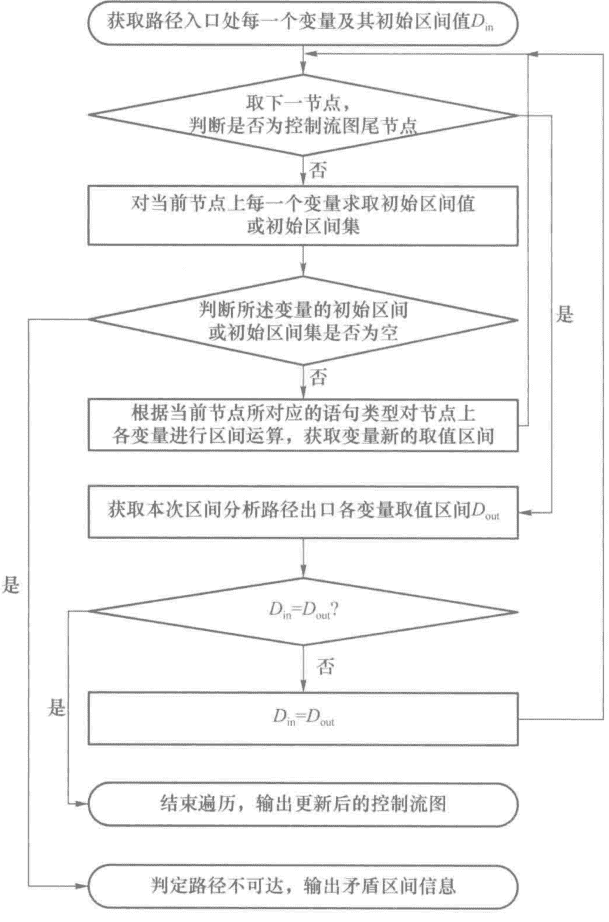 获取路径入口处每一个变量及其初始区间值Din
取下一节点，
判断是否为控制流图尾节点
否
对当前节点上每一个变量求取初始区间值
或初始区间集
判断所述变量的初始区间
或初始区间集是否为空
是
否
根据当前节点所对应的语句类型对节点上
各变量进行区间运算，获取变量新的取值区间
获取本次区间分析路径出口各变量取值区间Dout
是
Din=Dout?
否
是
Din=Dout
结束遍历，输出更新后的控制流图
判定路径不可达，输出矛盾区间信息